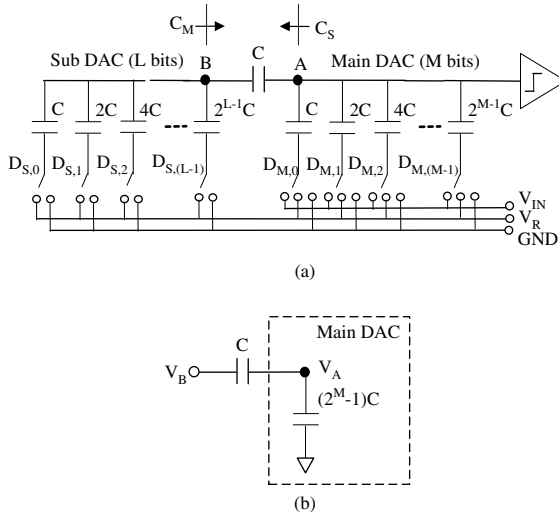 C_M C_S
Sub DAC (L bits) B C A Main DAC (M bits)
C 2C 4C 2^{L-1}C C 2C 4C 2^{M-1}C
D_{S,0} D_{S,1} D_{S,2} D_{S,(L-1)} D_{M,0} D_{M,1} D_{M,2} D_{M,(M-1)}
V_{IN}
V_R
GND
(a)
Main DAC
C
V_B V_A
(2^M-1)C
(b)